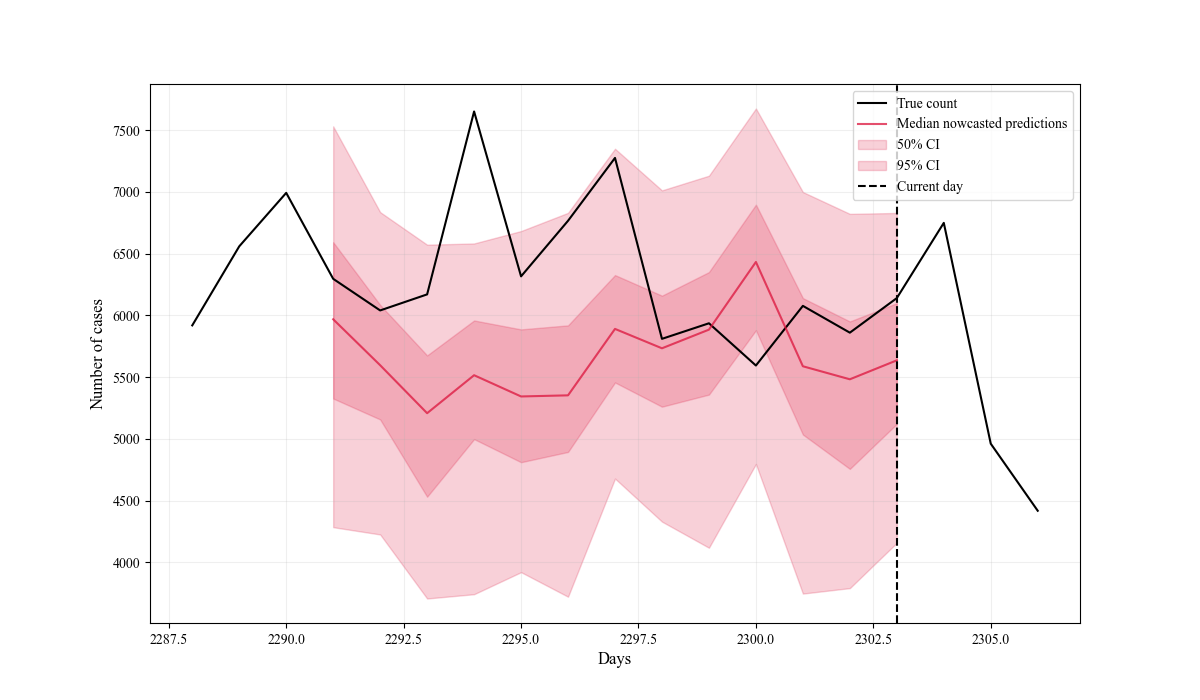 True count
Median nowcasted predictions
50% CI
95% CI
Current day
7500
7000
6500
6000
5500
5000
4500
4000
Number of cases
2287.5 2290.0 2292.5 2295.0 2297.5 2300.0 2302.5 2305.0
Days